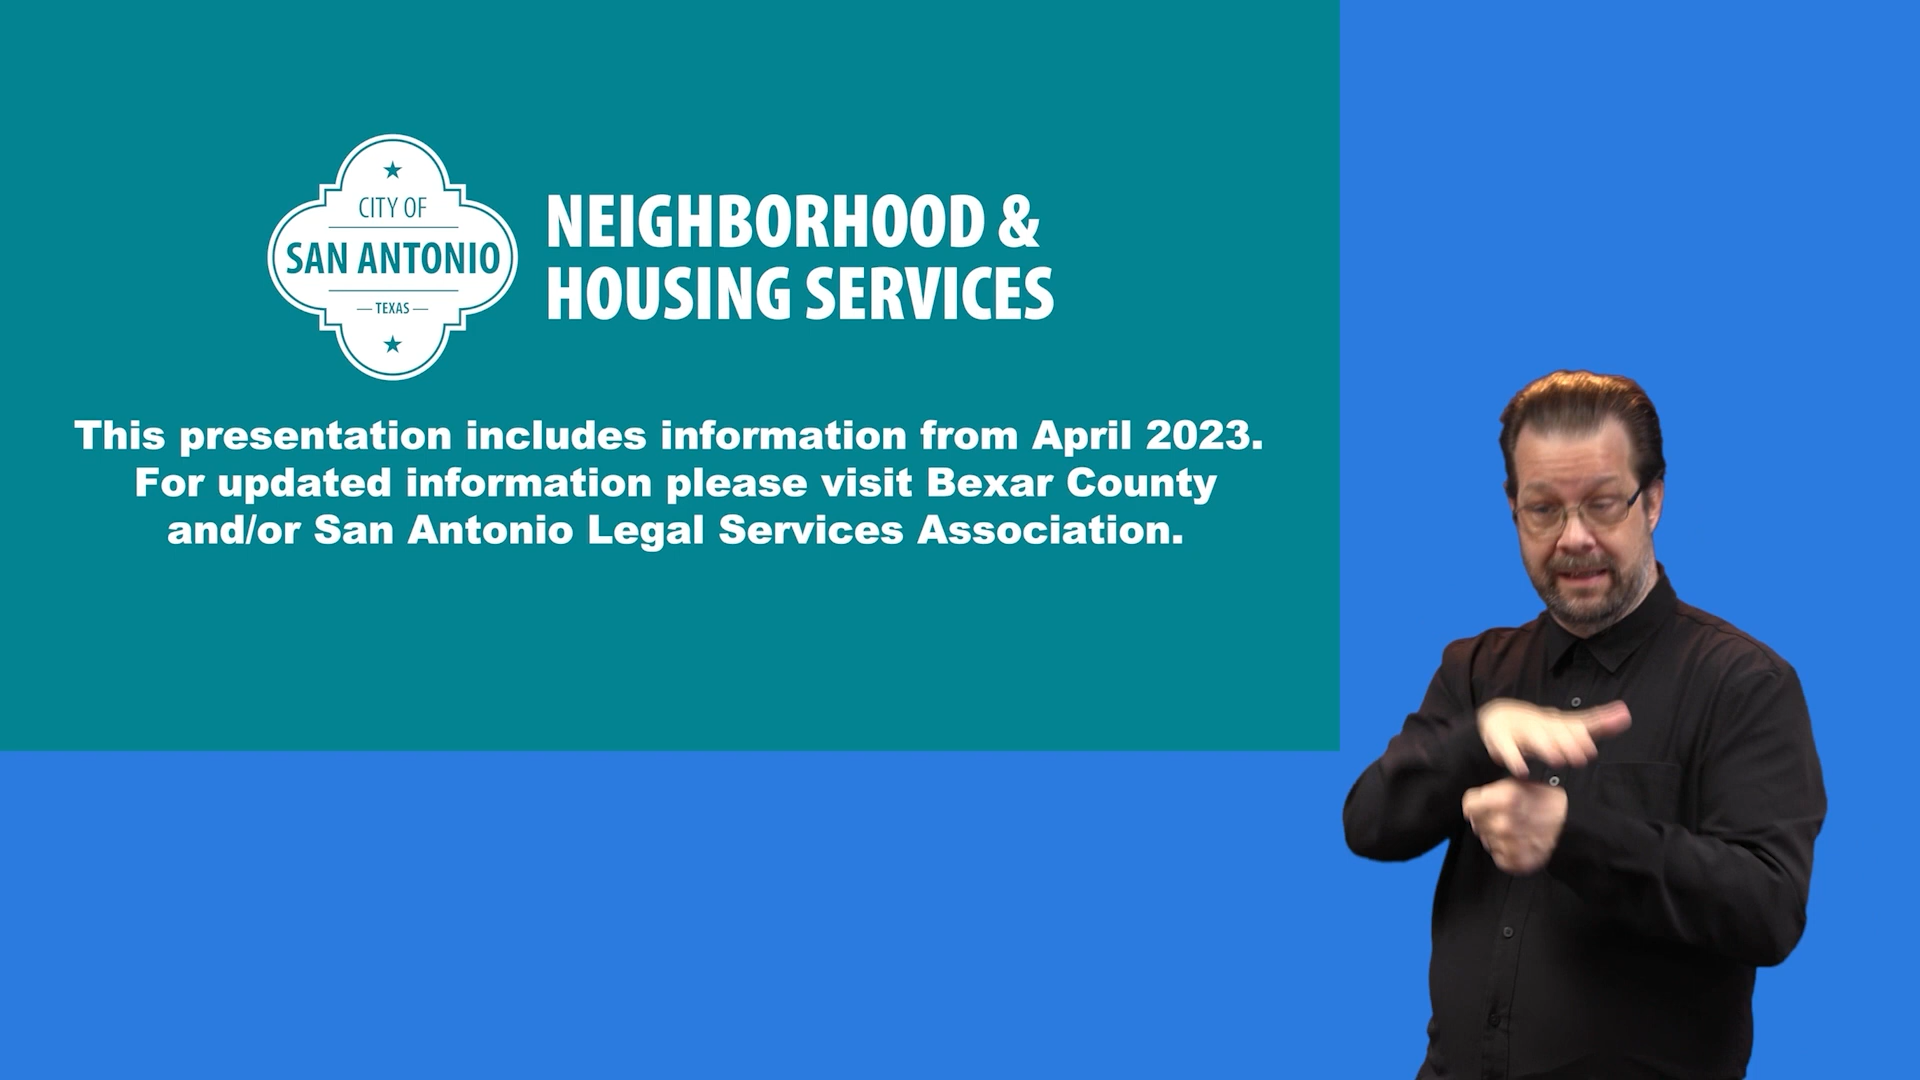 CITY OF
SAN ANTONIO
TEXAS
NEIGHBORHOOD &
HOUSING SERVICES
This presentation includes information from April 2023.
For updated information please visit Bexar County
and/or San Antonio Legal Services Association.